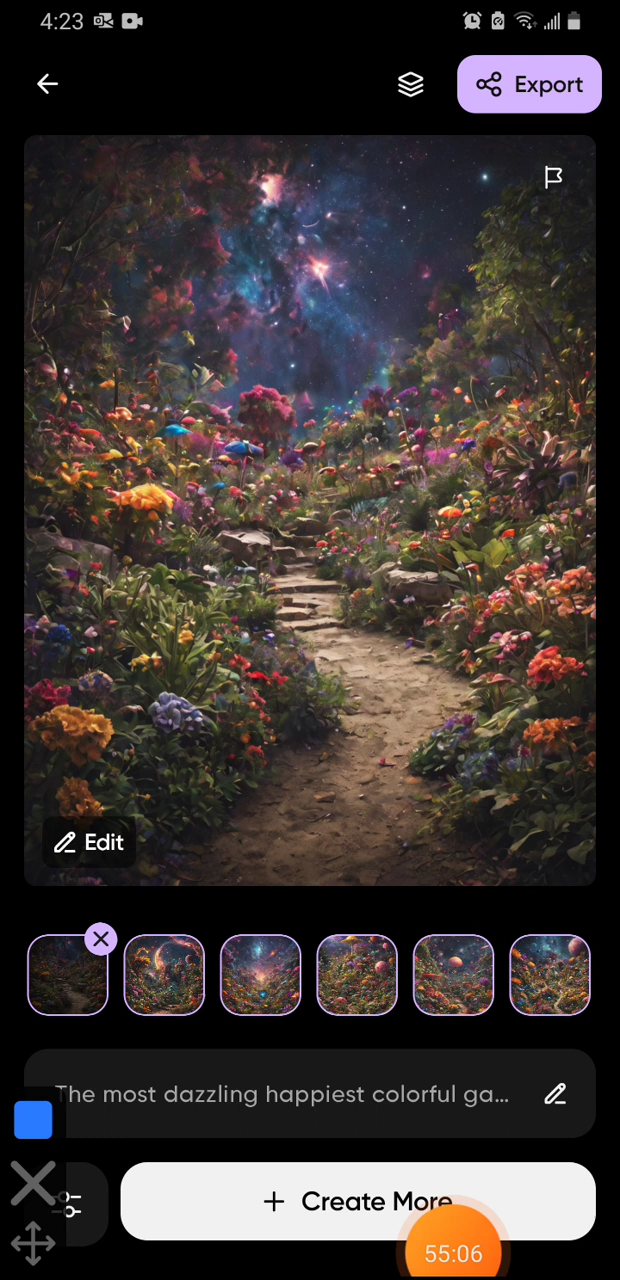 4:23
Export
Edit
The most dazzling happiest colorful ga...
Create More
55:06